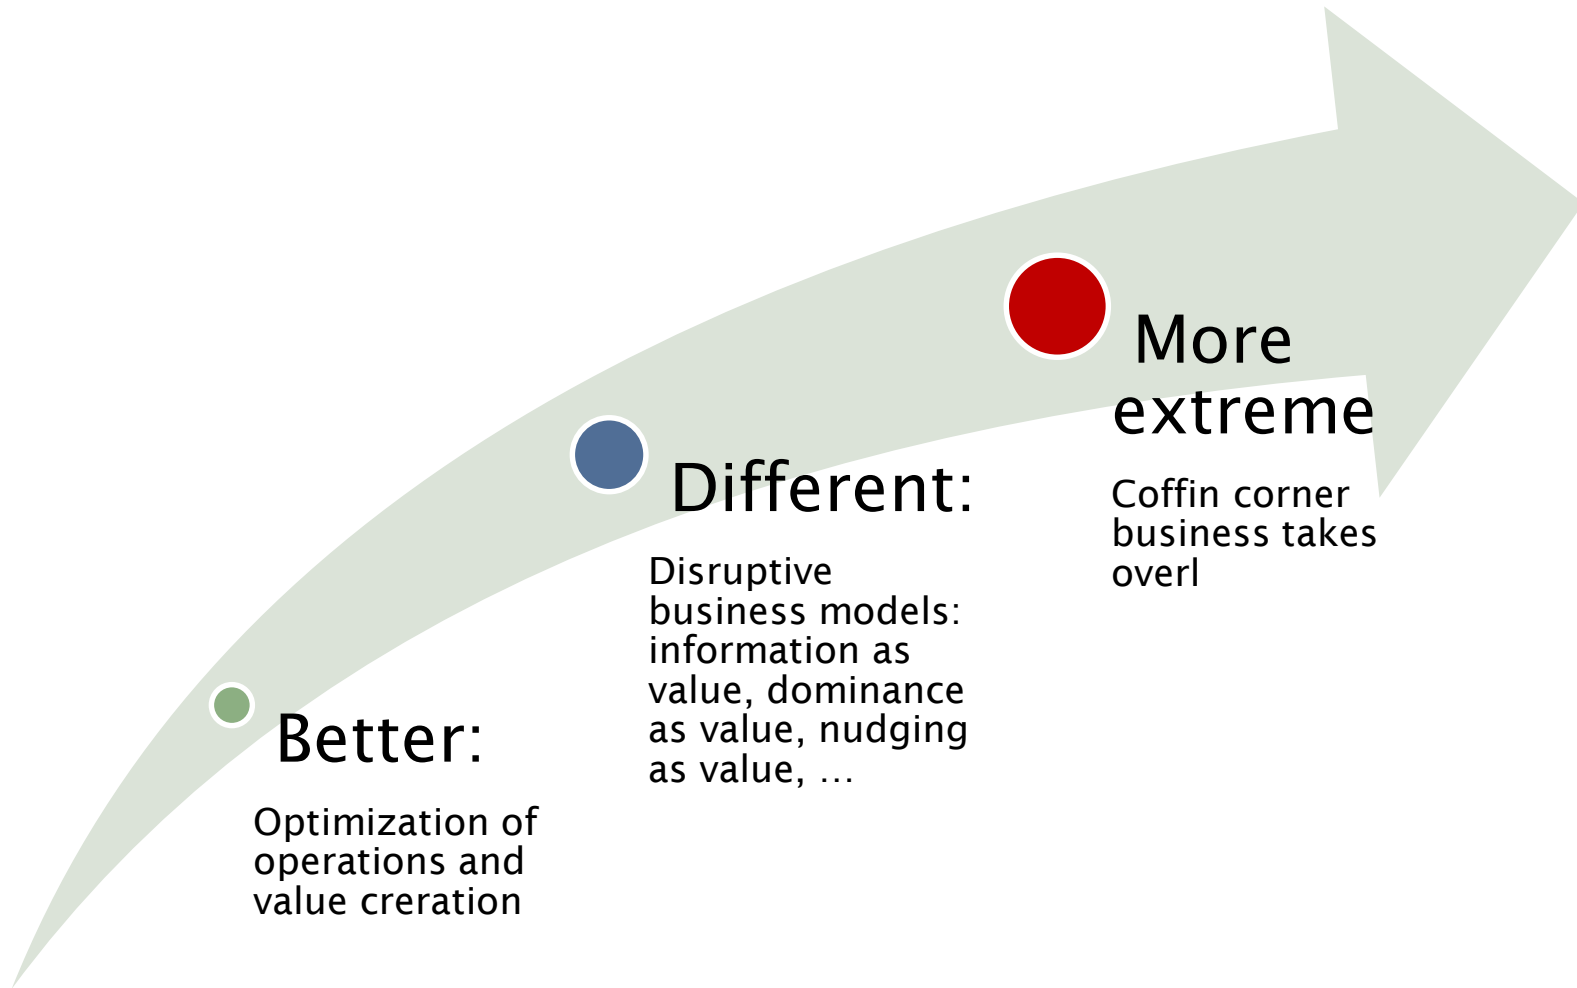 More
extreme
Coffin corner
business takes
overl
Different:
Disruptive
business models:
information as
value, dominance
as value, nudging
as value, …
Better:
Optimization of
operations and
value creration